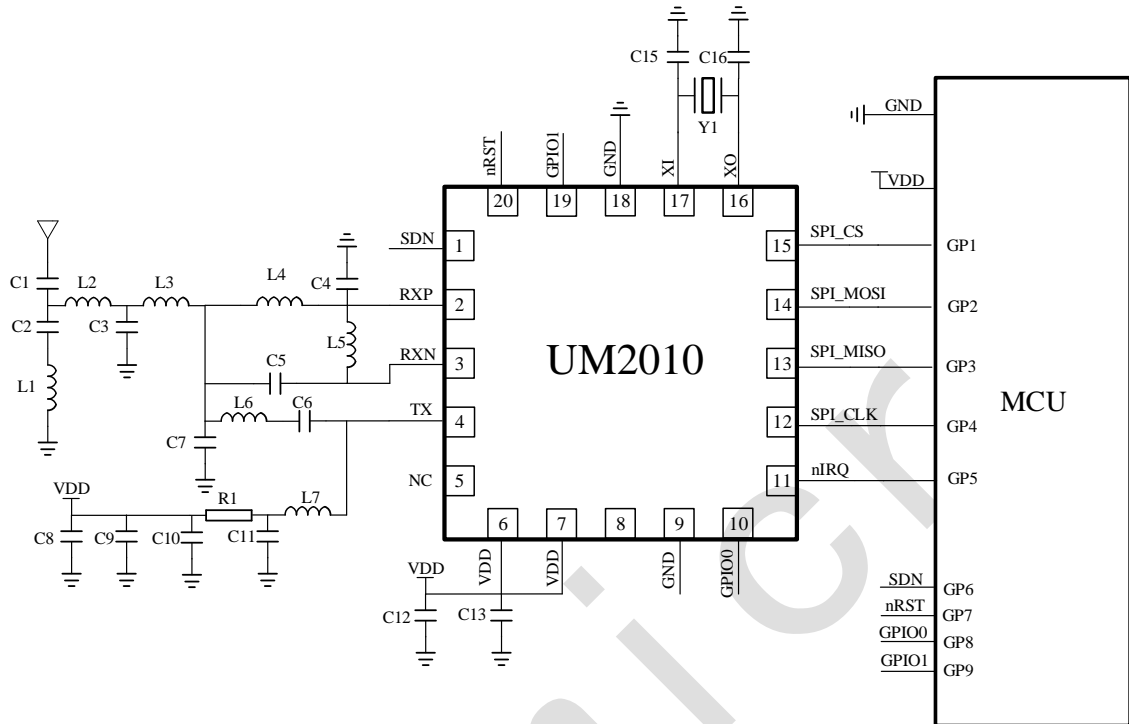 C15
C16
Y1
GND
VDD
nRST
GPIO1
GND
XI
XO
20
19
18
17
16
SDN
1
15
SPI_CS
GP1
C1
L2
L3
L4
C4
RXP
2
14
SPI_MOSI
GP2
C2
C3
L5
RXN
3
UM2010
13
SPI_MISO
GP3
L1
C5
MCU
L6
C6
TX
4
12
SPI_CLK
GP4
C7
NC
5
11
nIRQ
GP5
VDD
R1
L7
C8
C9
C10
C11
6
7
8
9
10
VDD
VDD
VDD
GND
GPIO0
C12
C13
SDN
GP6
nRST
GP7
GPIO0
GP8
GPIO1
GP9
micr